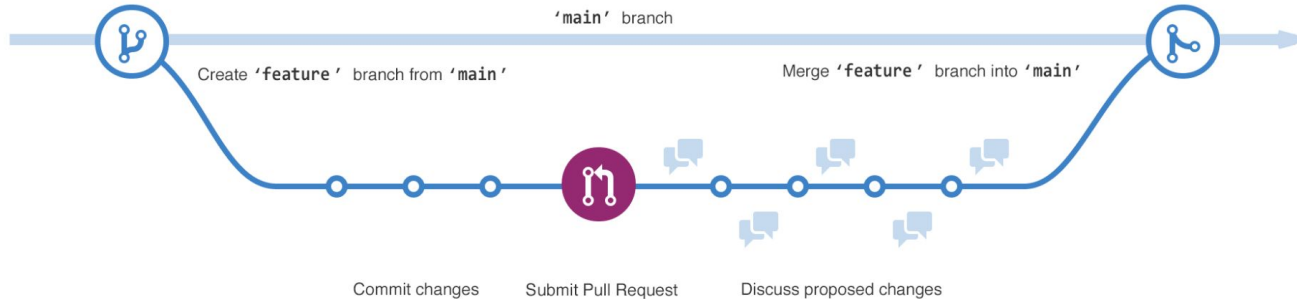 ‘main’ branch
Create ‘feature’ branch from ‘main’
Merge ‘feature’ branch into ‘main’
Commit changes
Submit Pull Request
Discuss proposed changes